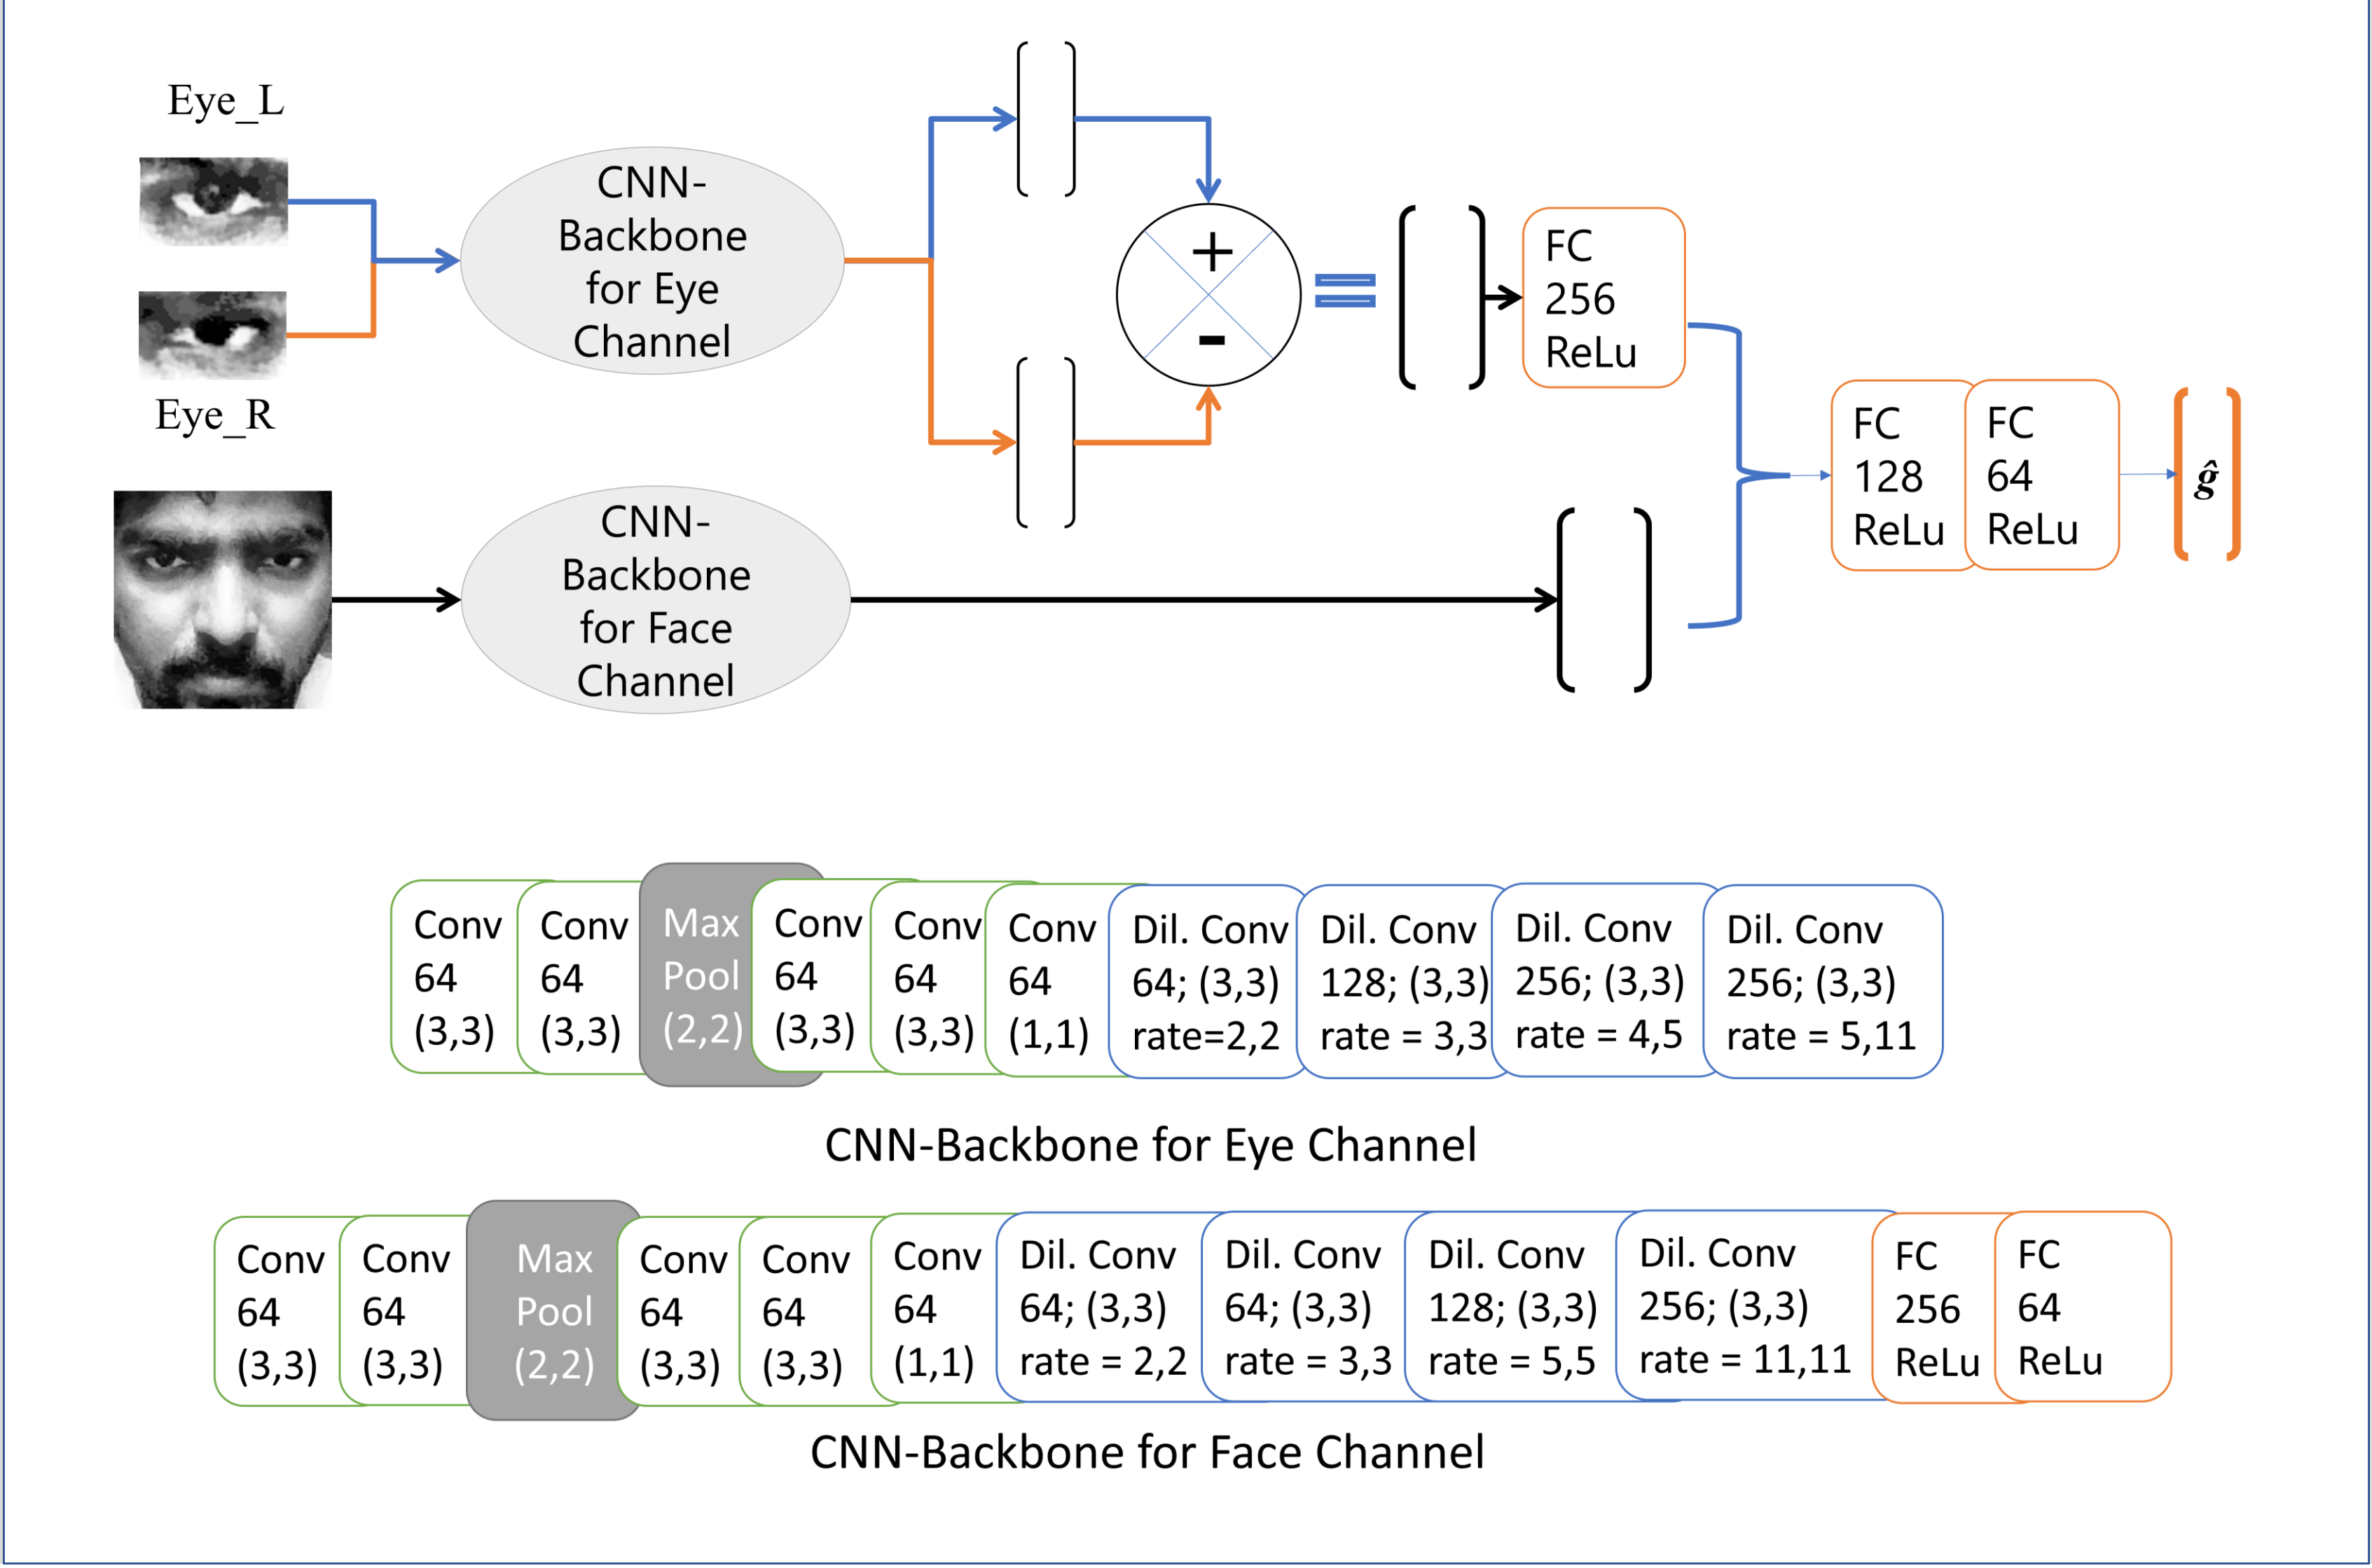 Eye_L
Eye_R
CNN-
Backbone
for Eye
Channel
+
-
FC
256
ReLu
CNN-
Backbone
for Face
Channel
FC
128
ReLu
FC
64
ReLu
ĝ
Conv
64
(3,3)
Conv
64
(3,3)
Max
Pool
(2,2)
Conv
64
(3,3)
Conv
64
(3,3)
Conv
64
(1,1)
Dil. Conv
64; (3,3)
rate=2,2
Dil. Conv
128; (3,3)
rate = 3,3
Dil. Conv
256; (3,3)
rate = 4,5
Dil. Conv
256; (3,3)
rate = 5,11
CNN-Backbone for Eye Channel
Conv
64
(3,3)
Conv
64
(3,3)
Max
Pool
(2,2)
Conv
64
(3,3)
Conv
64
(3,3)
Conv
64
(1,1)
Dil. Conv
64; (3,3)
rate = 2,2
Dil. Conv
64; (3,3)
rate = 3,3
Dil. Conv
128; (3,3)
rate = 5,5
Dil. Conv
256; (3,3)
rate = 11,11
FC
256
ReLu
FC
64
ReLu
CNN-Backbone for Face Channel